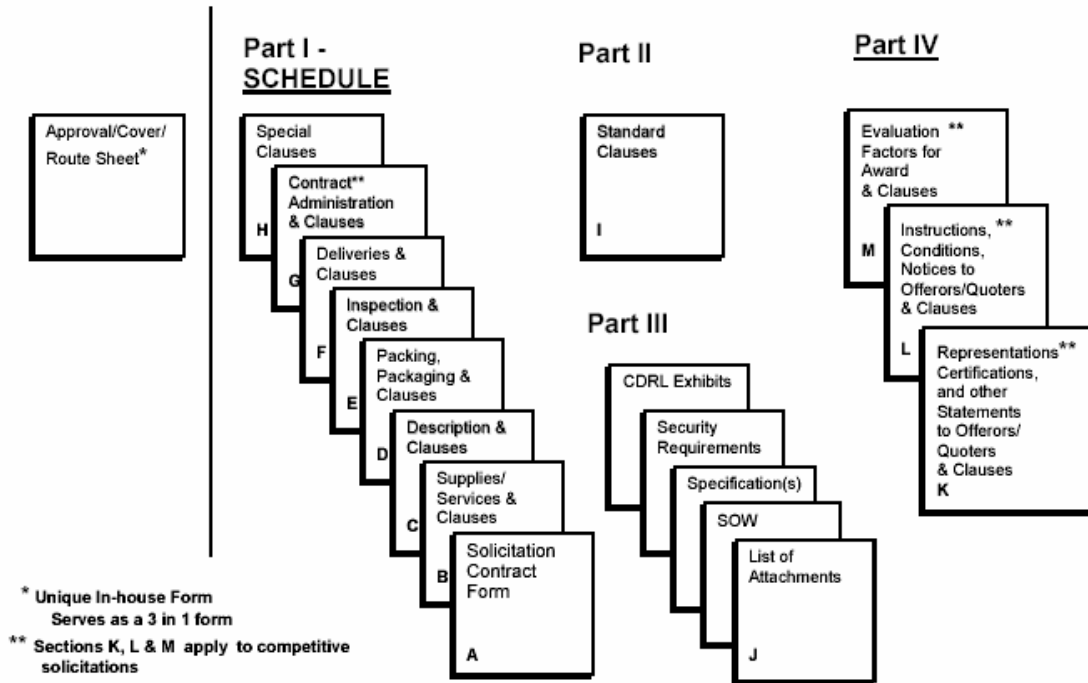 Part I -
SCHEDULE
Part II
Part IV
Approval/Cover/
Route Sheet*
Special
Clauses
H
Contract**
Administration
& Clauses
G
Deliveries &
Clauses
F
Inspection &
Clauses
E
Packing,
Packaging &
Clauses
D
Description &
Clauses
C
Supplies/
Services &
Clauses
B
Solicitation
Contract
Form
A
Standard
Clauses
I
Part III
CDRL Exhibits
Security
Requirements
Specification(s)
SOW
List of
Attachments
J
Evaluation **
Factors for
Award
& Clauses
M
Instructions, **
Conditions,
Notices to
Offerors/Quoters
& Clauses
L
Representations**
Certifications,
and other
Statements
to Offerors/
Quoters
& Clauses
K
* Unique In-house Form
Serves as a 3 in 1 form
** Sections K, L & M apply to competitive
solicitations